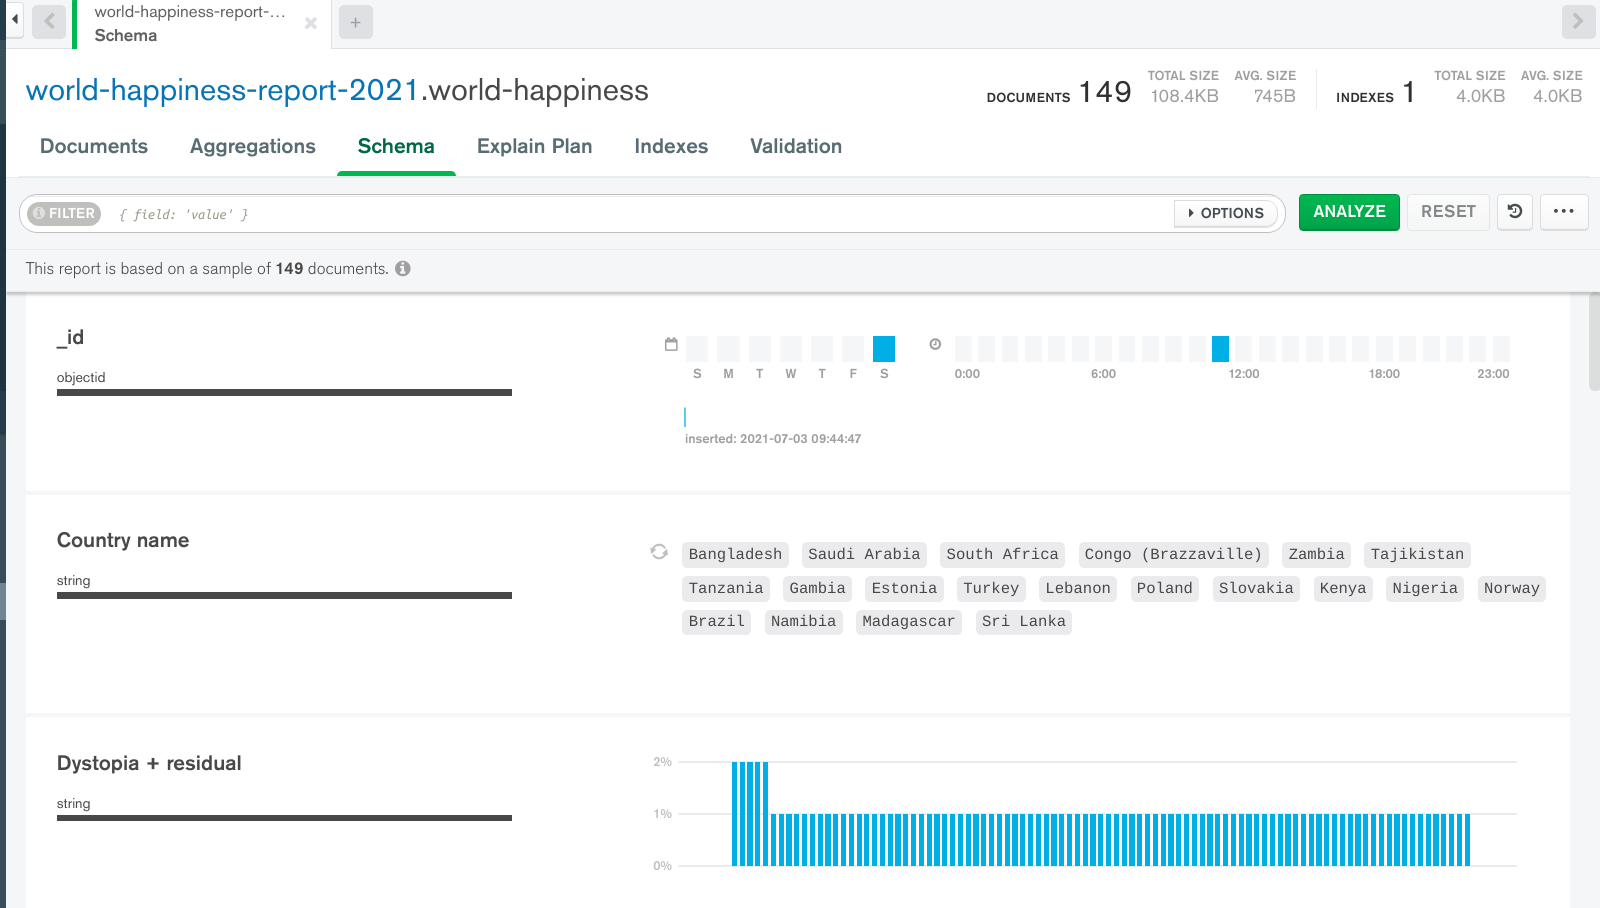 world-happiness-report-...
Schema
world-happiness-report-2021.world-happiness
DOCUMENTS 149 TOTAL SIZE 108.4KB AVG. SIZE 745B INDEXES 1 TOTAL SIZE 4.0KB AVG. SIZE 4.0KB
Documents Aggregations Schema Explain Plan Indexes Validation
FILTER { field: 'value' } OPTIONS ANALYZE RESET
This report is based on a sample of 149 documents.
_id
objectid
S M T W T F S
0:00 6:00 12:00 18:00 23:00
inserted: 2021-07-03 09:44:47
Country name
string
Bangladesh Saudi Arabia South Africa Congo (Brazzaville) Zambia Tajikistan
Tanzania Gambia Estonia Turkey Lebanon Poland Slovakia Kenya Nigeria Norway
Brazil Namibia Madagascar Sri Lanka
Dystopia + residual
string
2%
1%
0%